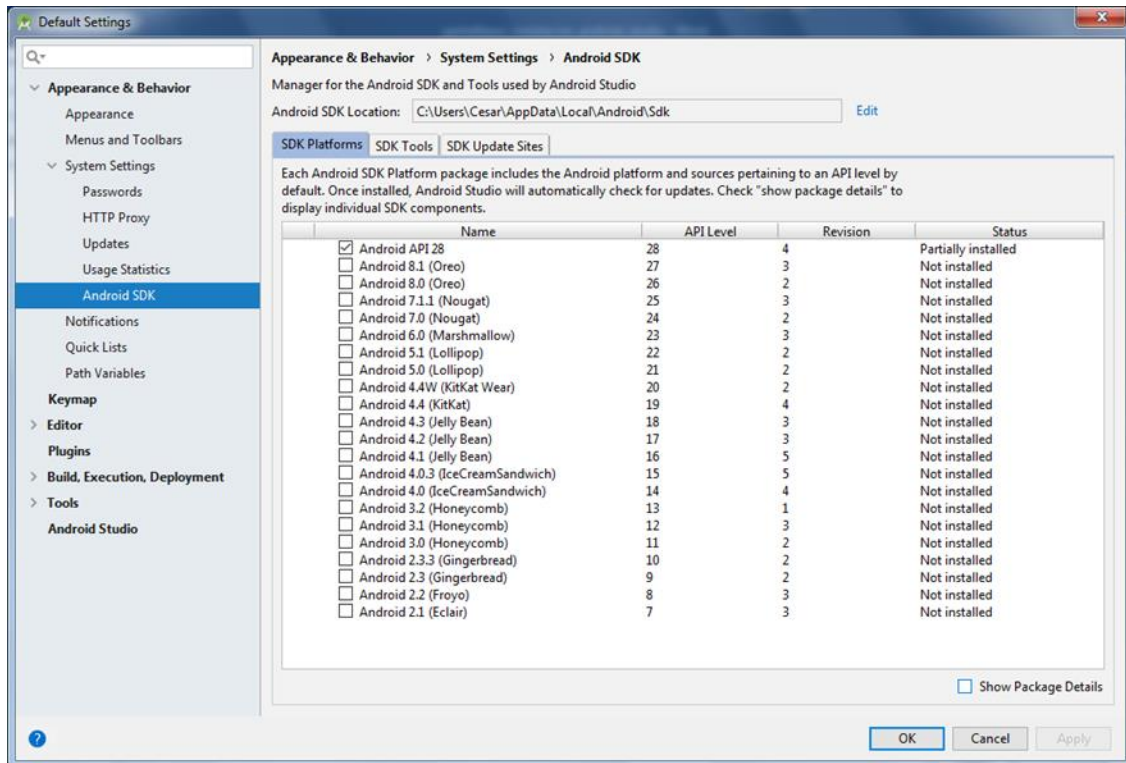 Default Settings
Appearance & Behavior
Appearance
Menus and Toolbars
System Settings
Passwords
HTTP Proxy
Updates
Usage Statistics
Android SDK
Notifications
Quick Lists
Path Variables
Keymap
Editor
Plugins
Build, Execution, Deployment
Tools
Android Studio
Appearance & Behavior > System Settings > Android SDK
Manager for the Android SDK and Tools used by Android Studio
Android SDK Location: C:\Users\Cesar\AppData\Local\Android\Sdk Edit
SDK Platforms SDK Tools SDK Update Sites
Each Android SDK Platform package includes the Android platform and sources pertaining to an API level by
default. Once installed, Android Studio will automatically check for updates. Check "show package details" to
display individual SDK components.
Name API Level Revision Status
Android API 28 28 4 Partially installed
Android 8.1 (Oreo) 27 3 Not installed
Android 8.0 (Oreo) 26 2 Not installed
Android 7.1.1 (Nougat) 25 3 Not installed
Android 7.0 (Nougat) 24 2 Not installed
Android 6.0 (Marshmallow) 23 3 Not installed
Android 5.1 (Lollipop) 22 2 Not installed
Android 5.0 (Lollipop) 21 2 Not installed
Android 4.4W (KitKat Wear) 20 2 Not installed
Android 4.4 (KitKat) 19 4 Not installed
Android 4.3 (Jelly Bean) 18 3 Not installed
Android 4.2 (Jelly Bean) 17 3 Not installed
Android 4.1 (Jelly Bean) 16 5 Not installed
Android 4.0.3 (IceCreamSandwich) 15 5 Not installed
Android 4.0 (IceCreamSandwich) 14 4 Not installed
Android 3.2 (Honeycomb) 13 1 Not installed
Android 3.1 (Honeycomb) 12 3 Not installed
Android 3.0 (Honeycomb) 11 2 Not installed
Android 2.3.3 (Gingerbread) 10 2 Not installed
Android 2.3 (Gingerbread) 9 2 Not installed
Android 2.2 (Froyo) 8 3 Not installed
Android 2.1 (Eclair) 7 3 Not installed
Show Package Details
OK Cancel Apply